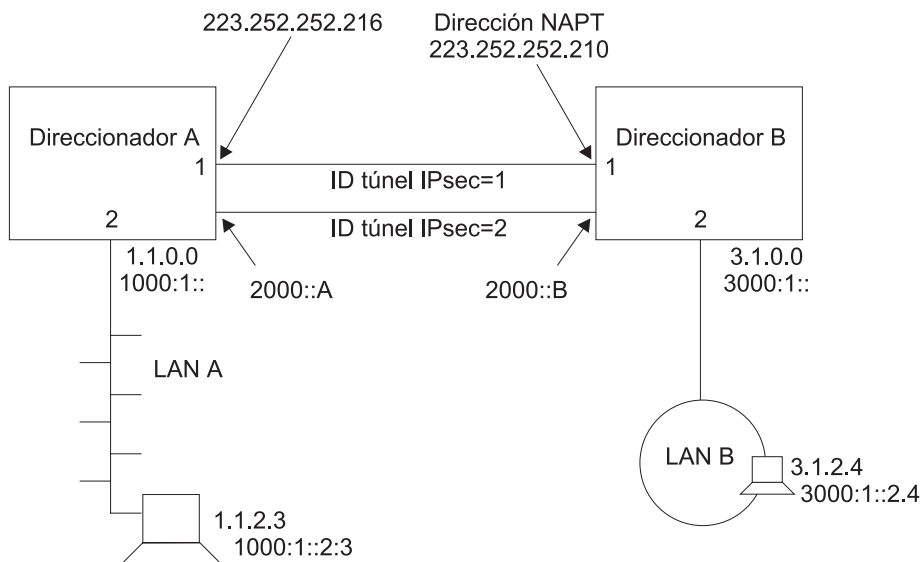 223.252.252.216
Dirección NAPT
223.252.252.210
Direccionador A
Direccionador B
1
1
ID túnel IPsec=1
2
ID túnel IPsec=2
2
1.1.0.0
1000:1::
2000::A
2000::B
3.1.0.0
3000:1::
LAN A
LAN B
3.1.2.4
3000:1::2.4
1.1.2.3
1000:1::2:3